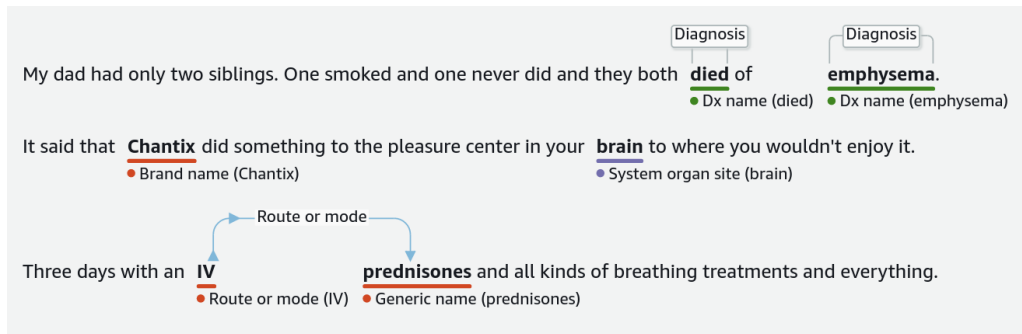 Diagnosis Diagnosis
My dad had only two siblings. One smoked and one never did and they both died of emphysema.
Dx name (died) Dx name (emphysema)
It said that Chantix did something to the pleasure center in your brain to where you wouldn't enjoy it.
Brand name (Chantix) System organ site (brain)
Route or mode
Three days with an IV prednisones and all kinds of breathing treatments and everything.
Route or mode (IV) Generic name (prednisones)